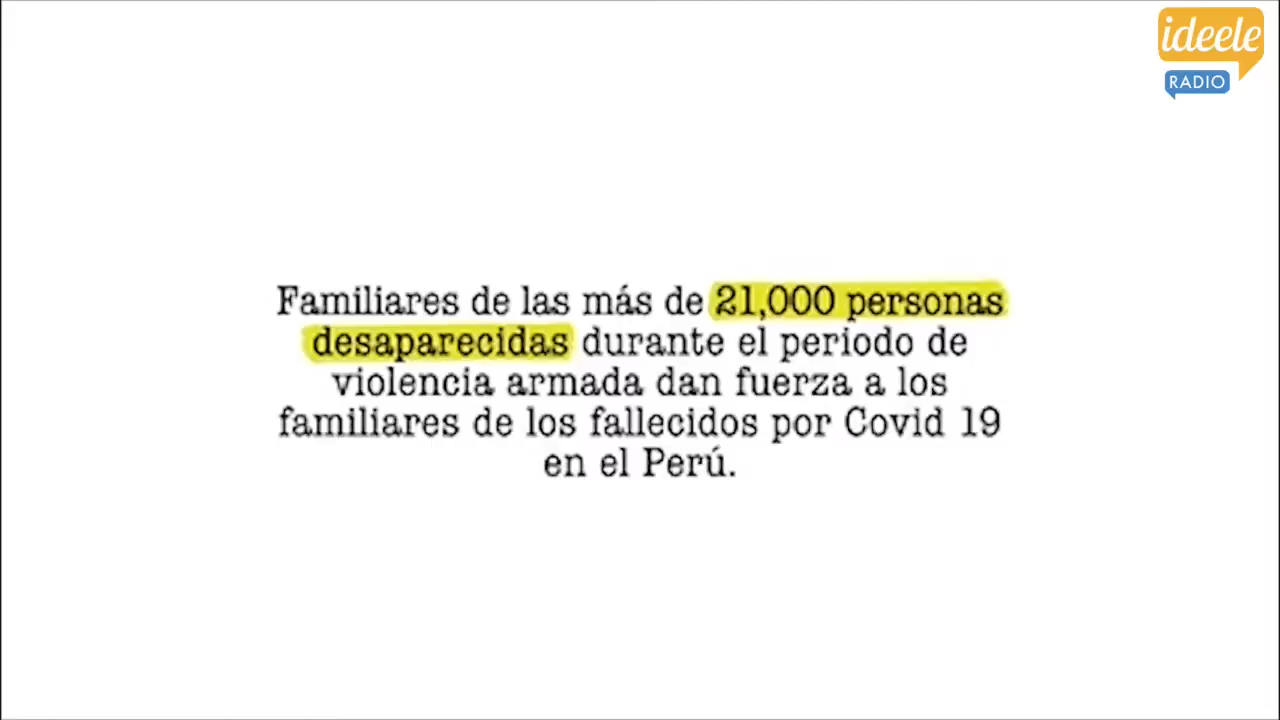 ideele
RADIO
Familiares de las más de 21,000 personas
desaparecidas durante el periodo de
violencia armada dan fuerza a los
familiares de los fallecidos por Covid 19
en el Perú.